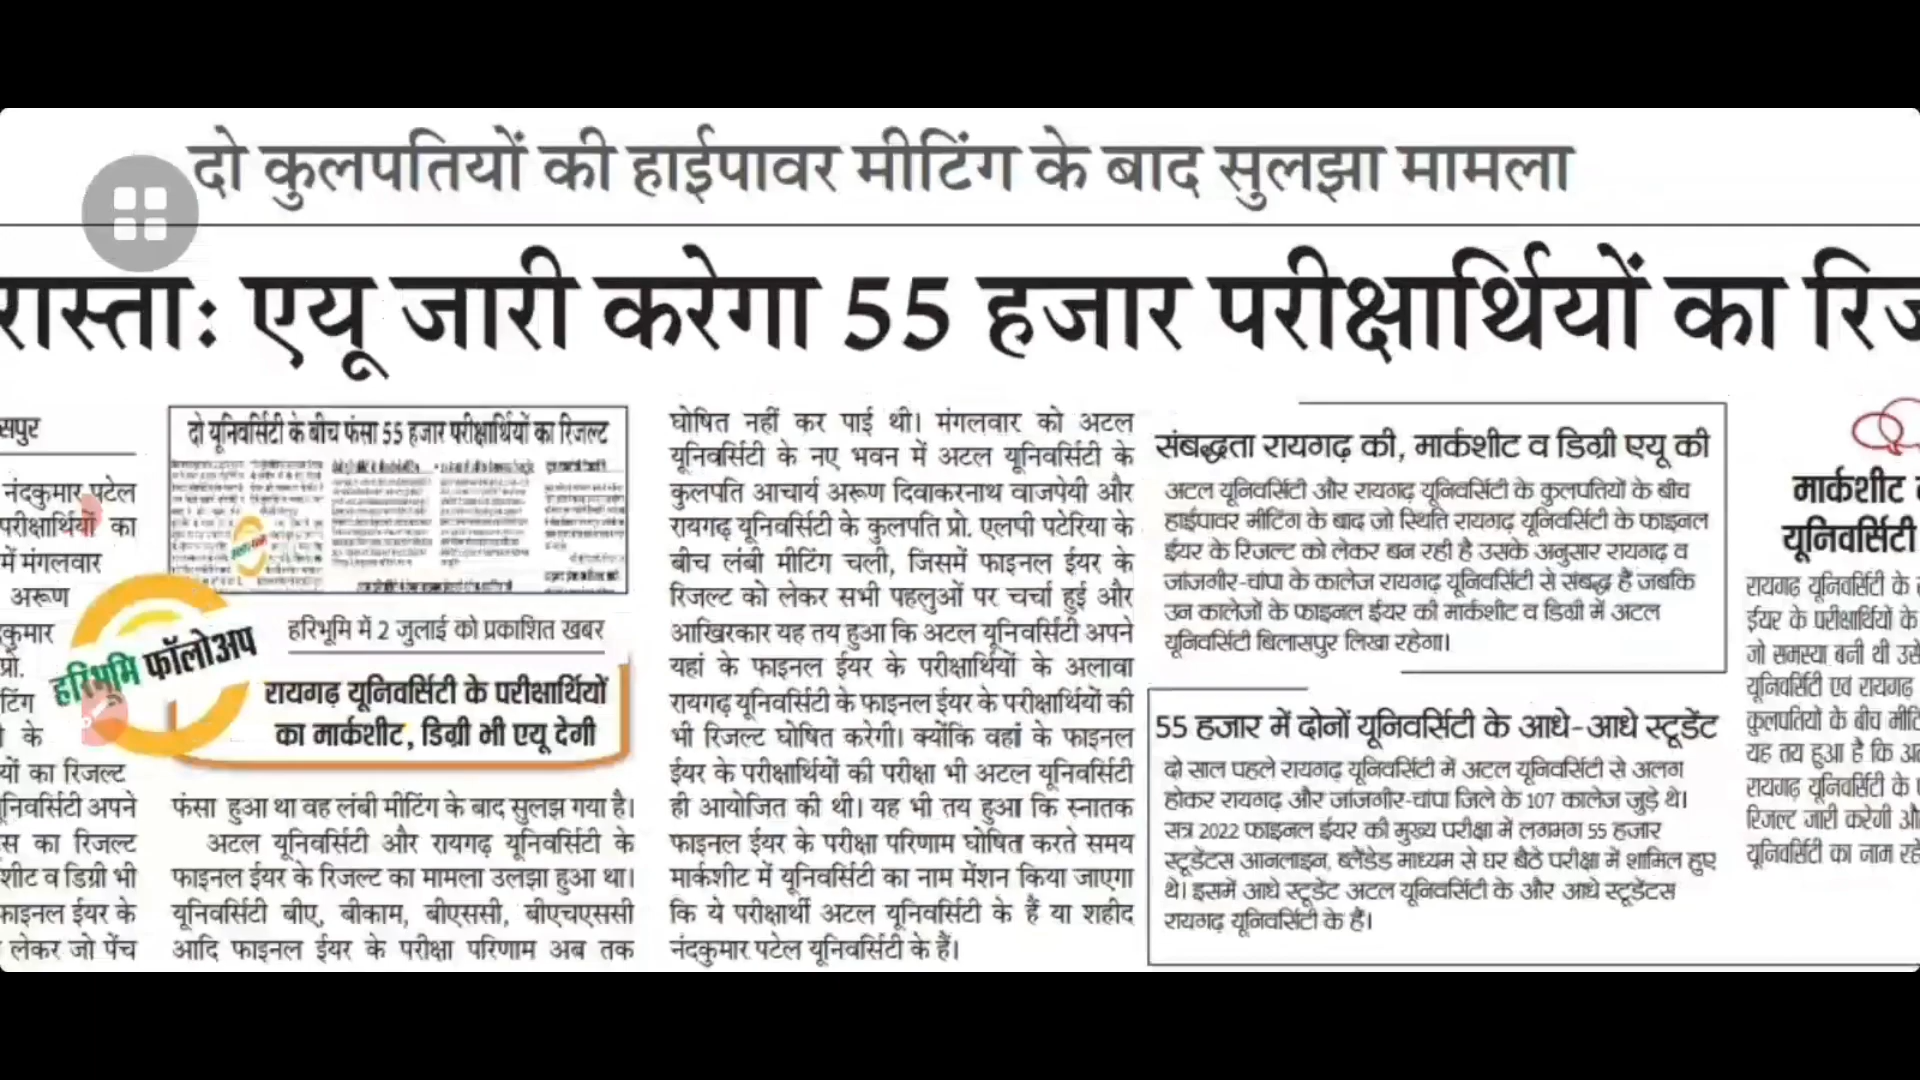 दो कुलपतियों की हाईपावर मीटिंग के बाद सुलझा मामला
रास्ताः एयू जारी करेगा 55 हजार परीक्षार्थियों का
सपुर
नंदकुमार पटेल
परीक्षार्थियों का
में मंगलवार
अरूण
कुमार
प्रो.
टिंग
के
यों का रिजल्ट
यूनिवर्सिटी अपने
स का रिजल्ट
शीट व डिग्री भी
फाइनल ईयर के
लेकर जो पेंच
दो यूनिवर्सिटी के बीच फंसा 55 हजार परीक्षार्थियों का रिजल्ट
हरिभूमि में 2 जुलाई को प्रकाशित खबर
हरिभूमि फॉलोअप
रायगढ़ यूनिवर्सिटी के परीक्षार्थियों
का मार्कशीट, डिग्री भी एयू देगी
फंसा हुआ था वह लंबी मीटिंग के बाद सुलझ गया है।
अटल यूनिवर्सिटी और रायगढ़ यूनिवर्सिटी के
फाइनल ईयर के रिजल्ट का मामला उलझा हुआ था।
यूनिवर्सिटी बीए, बीकाम, बीएससी, बीएचएससी
आदि फाइनल ईयर के परीक्षा परिणाम अब तक
घोषित नहीं कर पाई थी। मंगलवार को अटल
यूनिवर्सिटी के नए भवन में अटल यूनिवर्सिटी के
कुलपति आचार्य अरूण दिवाकरनाथ वाजपेयी और
रायगढ़ यूनिवर्सिटी के कुलपति प्रो. एलपी पटेरिया के
बीच लंबी मीटिंग चली, जिसमें फाइनल ईयर के
रिजल्ट को लेकर सभी पहलुओं पर चर्चा हुई और
आखिरकार यह तय हुआ कि अटल यूनिवर्सिटी अपने
यहां के फाइनल ईयर के परीक्षार्थियों के अलावा
रायगढ़ यूनिवर्सिटी के फाइनल ईयर के परीक्षार्थियों की
भी रिजल्ट घोषित करेगी। क्योंकि वहां के फाइनल
ईयर के परीक्षार्थियों की परीक्षा भी अटल यूनिवर्सिटी
ही आयोजित की थी। यह भी तय हुआ कि स्नातक
फाइनल ईयर के परीक्षा परिणाम घोषित करते समय
मार्कशीट में यूनिवर्सिटी का नाम मेंशन किया जाएगा
कि ये परीक्षार्थी अटल यूनिवर्सिटी के हैं या शहीद
नंदकुमार पटेल यूनिवर्सिटी के हैं।
संबद्धता रायगढ़ की, मार्कशीट व डिग्री एयू की
अटल यूनिवर्सिटी और रायगढ़ यूनिवर्सिटी के कुलपतियों के बीच
हाईपावर मीटिंग के बाद जो स्थिति रायगढ़ यूनिवर्सिटी के फाइनल
ईयर के रिजल्ट को लेकर बन रही है उसके अनुसार रायगढ़ व
जांजगीर-चांपा के कालेज रायगढ़ यूनिवर्सिटी से संबद्ध हैं जबकि
उन कालेजों के फाइनल ईयर की मार्कशीट व डिग्री में अटल
यूनिवर्सिटी बिलासपुर लिखा रहेगा।
55 हजार में दोनों यूनिवर्सिटी के आधे-आधे स्टूडेंट
दो साल पहले रायगढ़ यूनिवर्सिटी में अटल यूनिवर्सिटी से अलग
होकर रायगढ़ और जांजगीर-चांपा जिले के 107 कालेज जुड़े थे।
सत्र 2022 फाइनल ईयर की मुख्य परीक्षा में लगभग 55 हजार
स्टूडेंटस आनलाइन, ब्लेंडेड माध्यम से घर बैठे परीक्षा में शामिल हुए
थे। इसमें आधे स्टूडेंट अटल यूनिवर्सिटी के और आधे स्टूडेंटस
रायगढ़ यूनिवर्सिटी के हैं।
मार्कशीट
यूनिवर्सिटी
रायगढ़ यूनिवर्सिटी के
ईयर के परीक्षार्थियों के
जो समस्या बनी थी
यूनिवर्सिटी एवं रायगढ़
कुलपतियों के बीच
यह तय हुआ है कि
रायगढ़ यूनिवर्सिटी के
रिजल्ट जारी करेगी
यूनिवर्सिटी का नाम